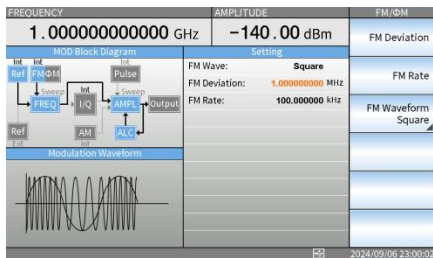 FREQUENCY
AMPLITUDE
FM/ΦM
1.000000000000 GHz
-140.00 dBm
FM Deviation
MOD Block Diagram
Setting
Int
Int
Int
Ref
FMΦM
Pulse
Sweep
Int
Sweep
FREQ
I/Q
AMPL
Output
Ref
AM
ALC
Ext
Int
FM Wave: Square
FM Deviation: 1.000000000 MHz
FM Rate: 100.000000 kHz
FM Rate
FM Waveform
Square
Modulation Waveform
2024/09/06 23:00:02